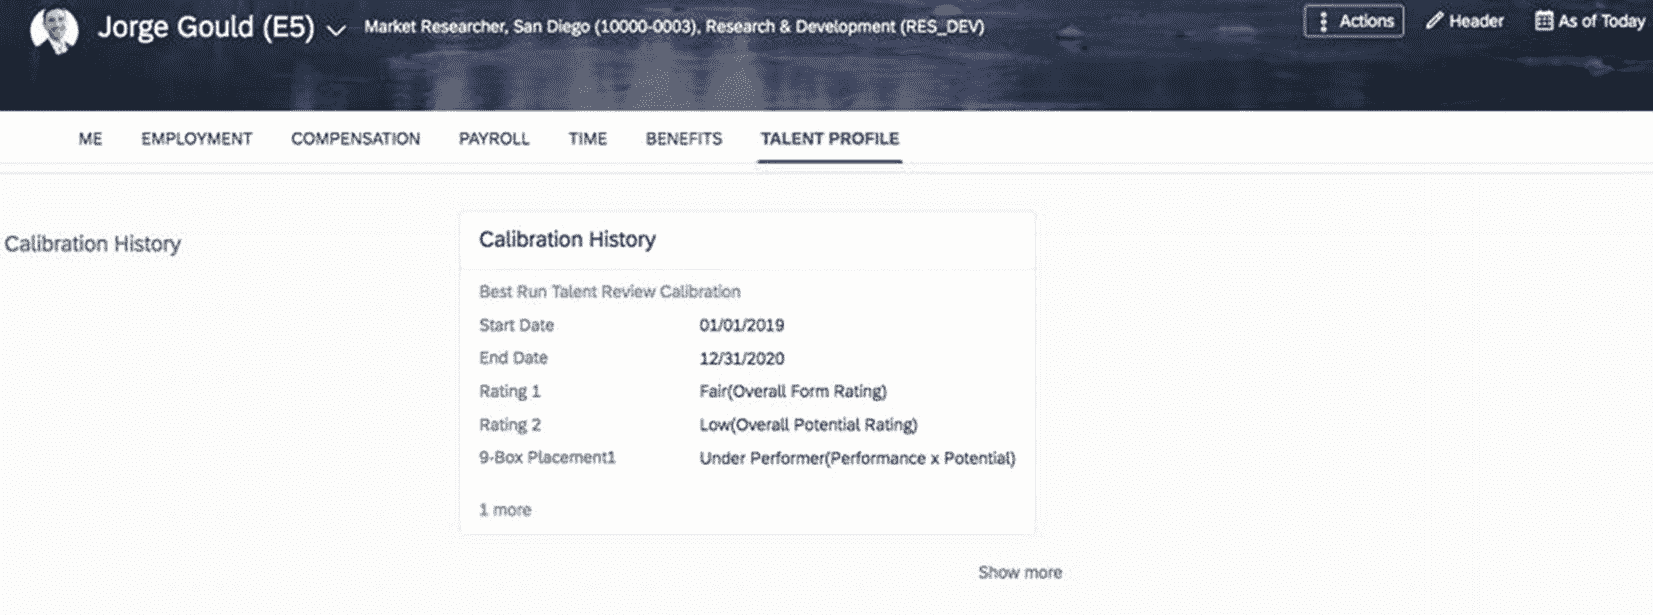 Jorge Gould (E5) Market Researcher, San Diego (10000-0003), Research & Development (RES_DEV) Actions Header As of Today
ME EMPLOYMENT COMPENSATION PAYROLL TIME BENEFITS TALENT PROFILE
Calibration History
Calibration History
Best Run Talent Review Calibration
Start Date 01/01/2019
End Date 12/31/2020
Rating 1 Fair(Overall Form Rating)
Rating 2 Low(Overall Potential Rating)
9-Box Placement1 Under Performer(Performance x Potential)
1 more
Show more